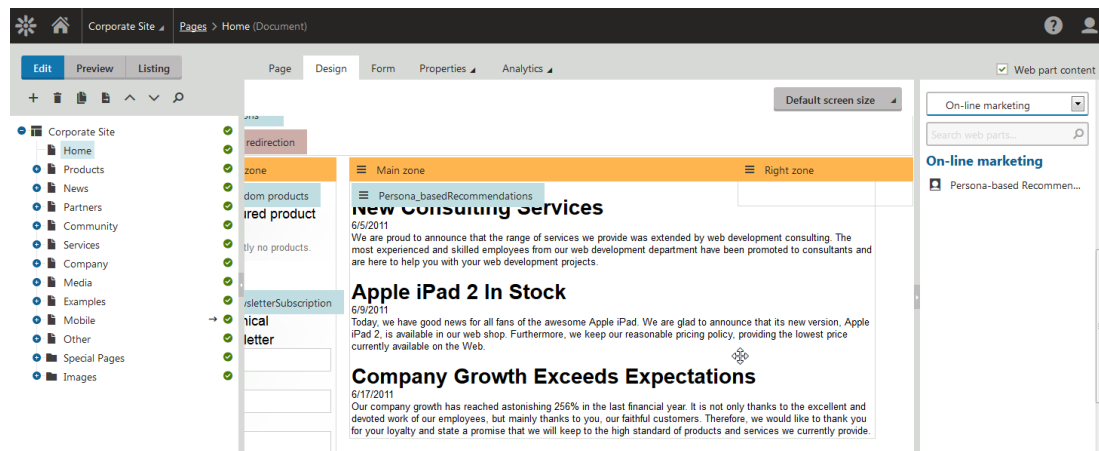 Corporate Site Pages > Home (Document)
Edit Preview Listing
Page Design Form Properties Analytics
Web part content
Default screen size
Corporate Site
Home
Products
News
Partners
Community
Services
Company
Media
Examples
Mobile
Other
Special Pages
Images
redirection
zone
dom products
ured product
tly no products.
sletterSubscription
nical
letter
Main zone
Right zone
Persona_basedRecommendations
New Consulting Services
6/5/2011
We are proud to announce that the range of services we provide was extended by web development consulting. The
most experienced and skilled employees from our web development department have been promoted to consultants and
are here to help you with your web development projects.
Apple iPad 2 In Stock
6/9/2011
Today, we have good news for all fans of the awesome Apple iPad. We are glad to announce that its new version, Apple
iPad 2, is available in our web shop. Furthermore, we keep our reasonable pricing policy, providing the lowest price
currently available on the Web.
Company Growth Exceeds Expectations
6/17/2011
Our company growth has reached astonishing 256% in the last financial year. It is not only thanks to the excellent and
devoted work of our employees, but mainly thanks to you, our faithful customers. Therefore, we would like to thank you
for your loyalty and state a promise that we will keep to the high standard of products and services we currently provide.
On-line marketing
Search web parts...
On-line marketing
Persona-based Recommen...